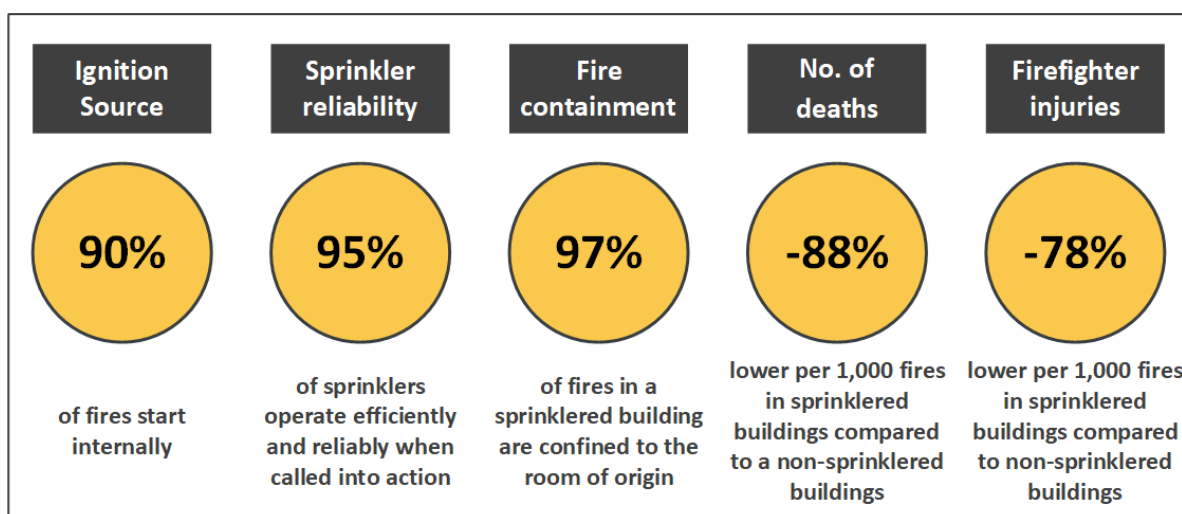 Ignition
Source
Sprinkler
reliability
Fire
containment
No. of
deaths
Firefighter
injuries
90%
95%
97%
-88%
-78%
of fires start
internally
of sprinklers
operate efficiently
and reliably when
called into action
of fires in a
sprinklered building
are confined to the
room of origin
lower per 1,000 fires
in sprinklered
buildings compared
to a non-sprinklered
buildings
lower per 1,000 fires
in sprinklered
buildings compared
to non-sprinklered
buildings